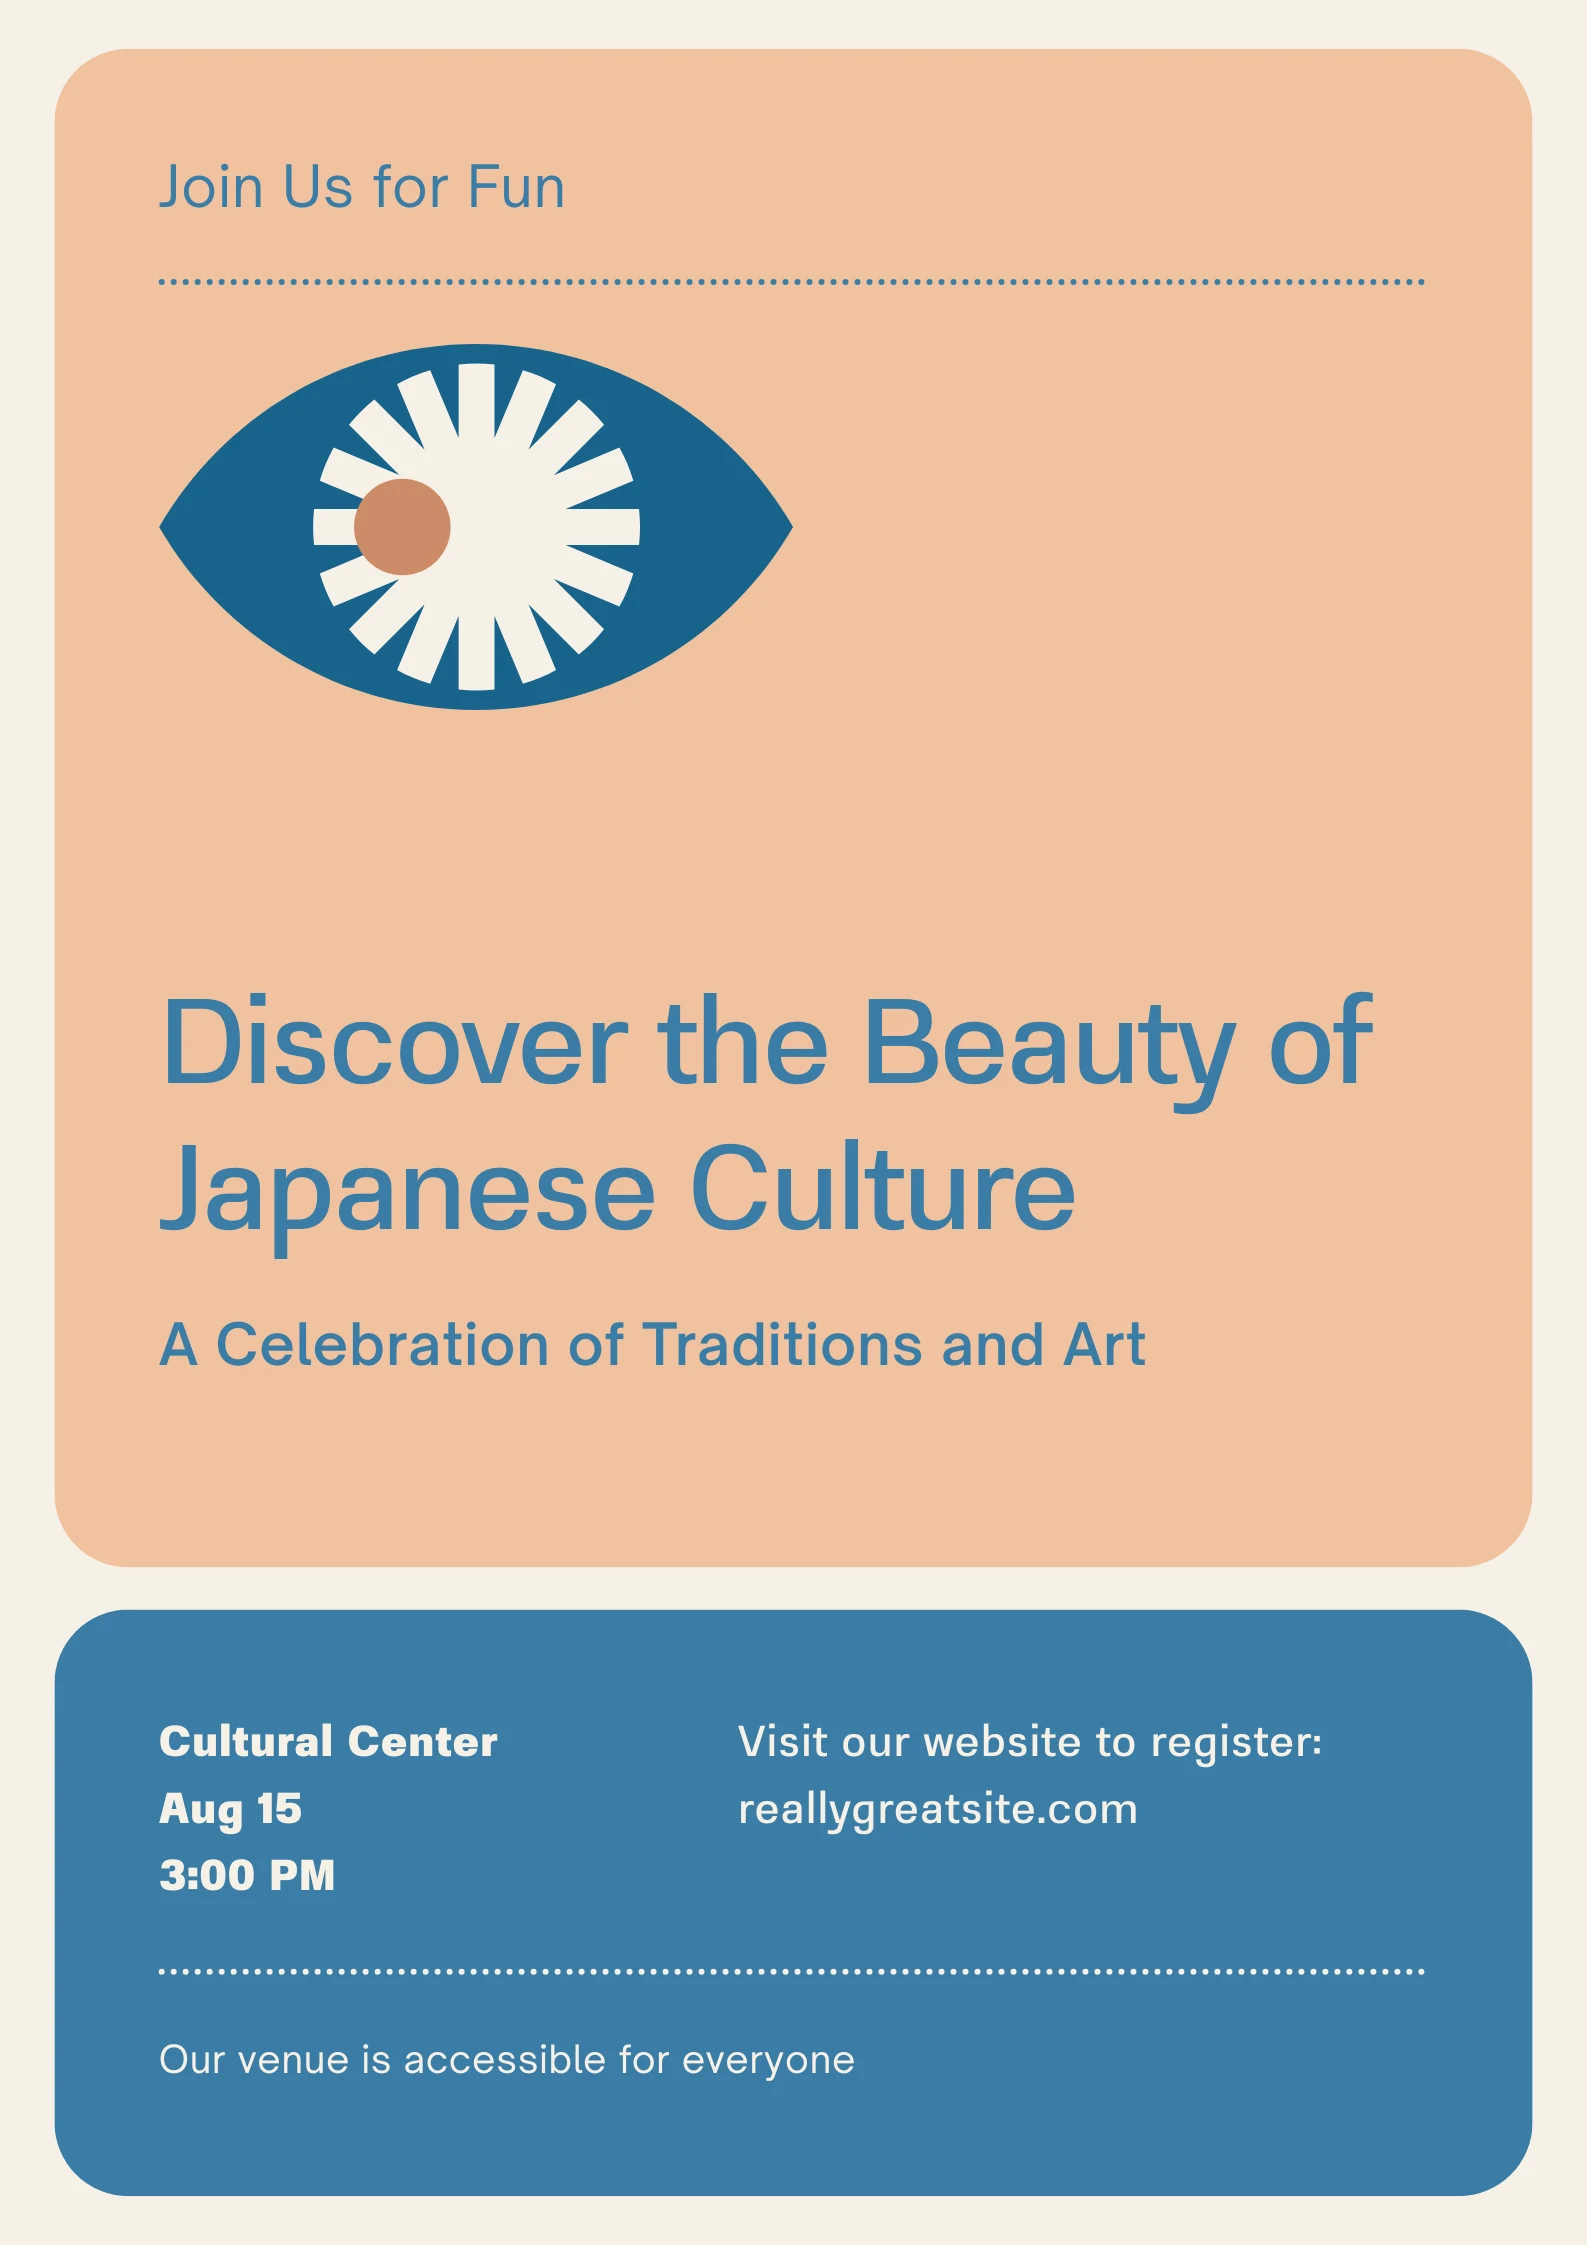 Join Us for Fun
Discover the Beauty of
Japanese Culture
A Celebration of Traditions and Art
Cultural Center
Aug 15
3:00 PM
Visit our website to register:
reallygreatsite.com
Our venue is accessible for everyone